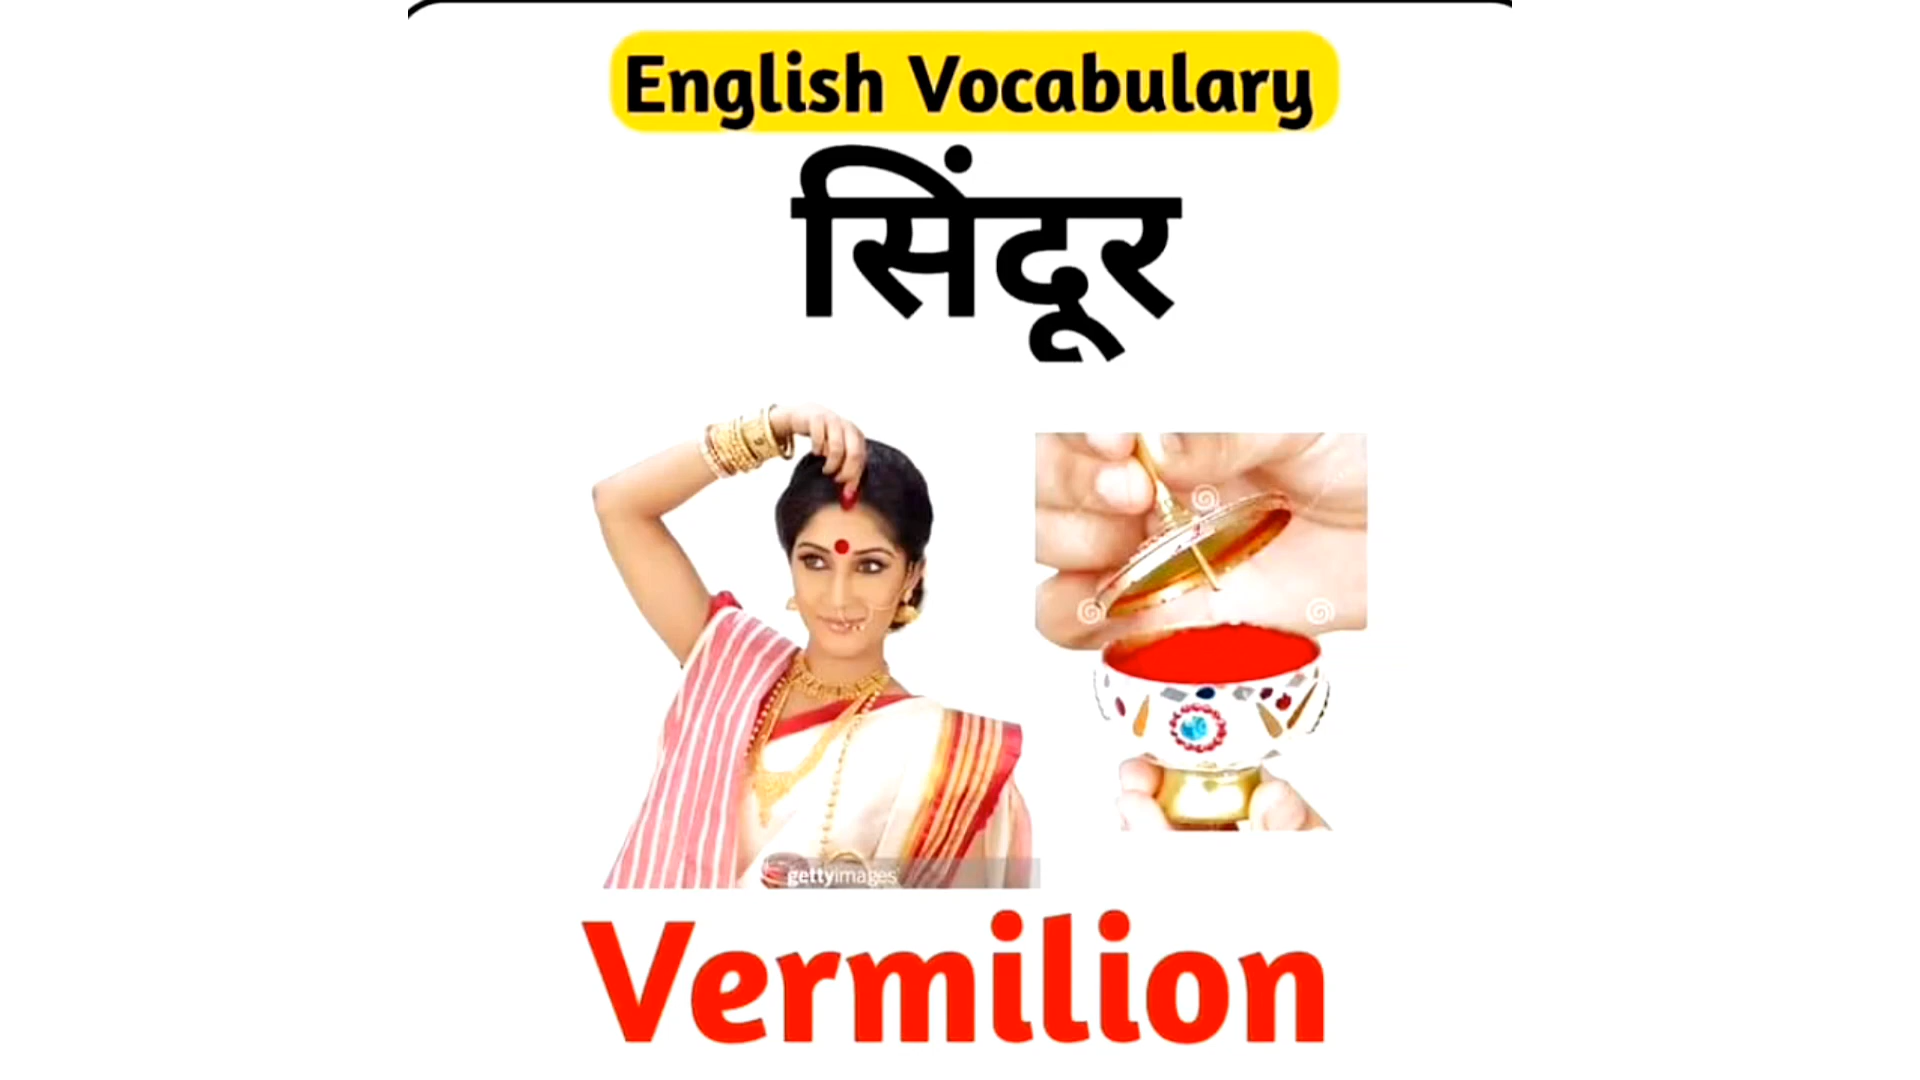 English Vocabulary
सिंदूर
gettyimages
Vermilion